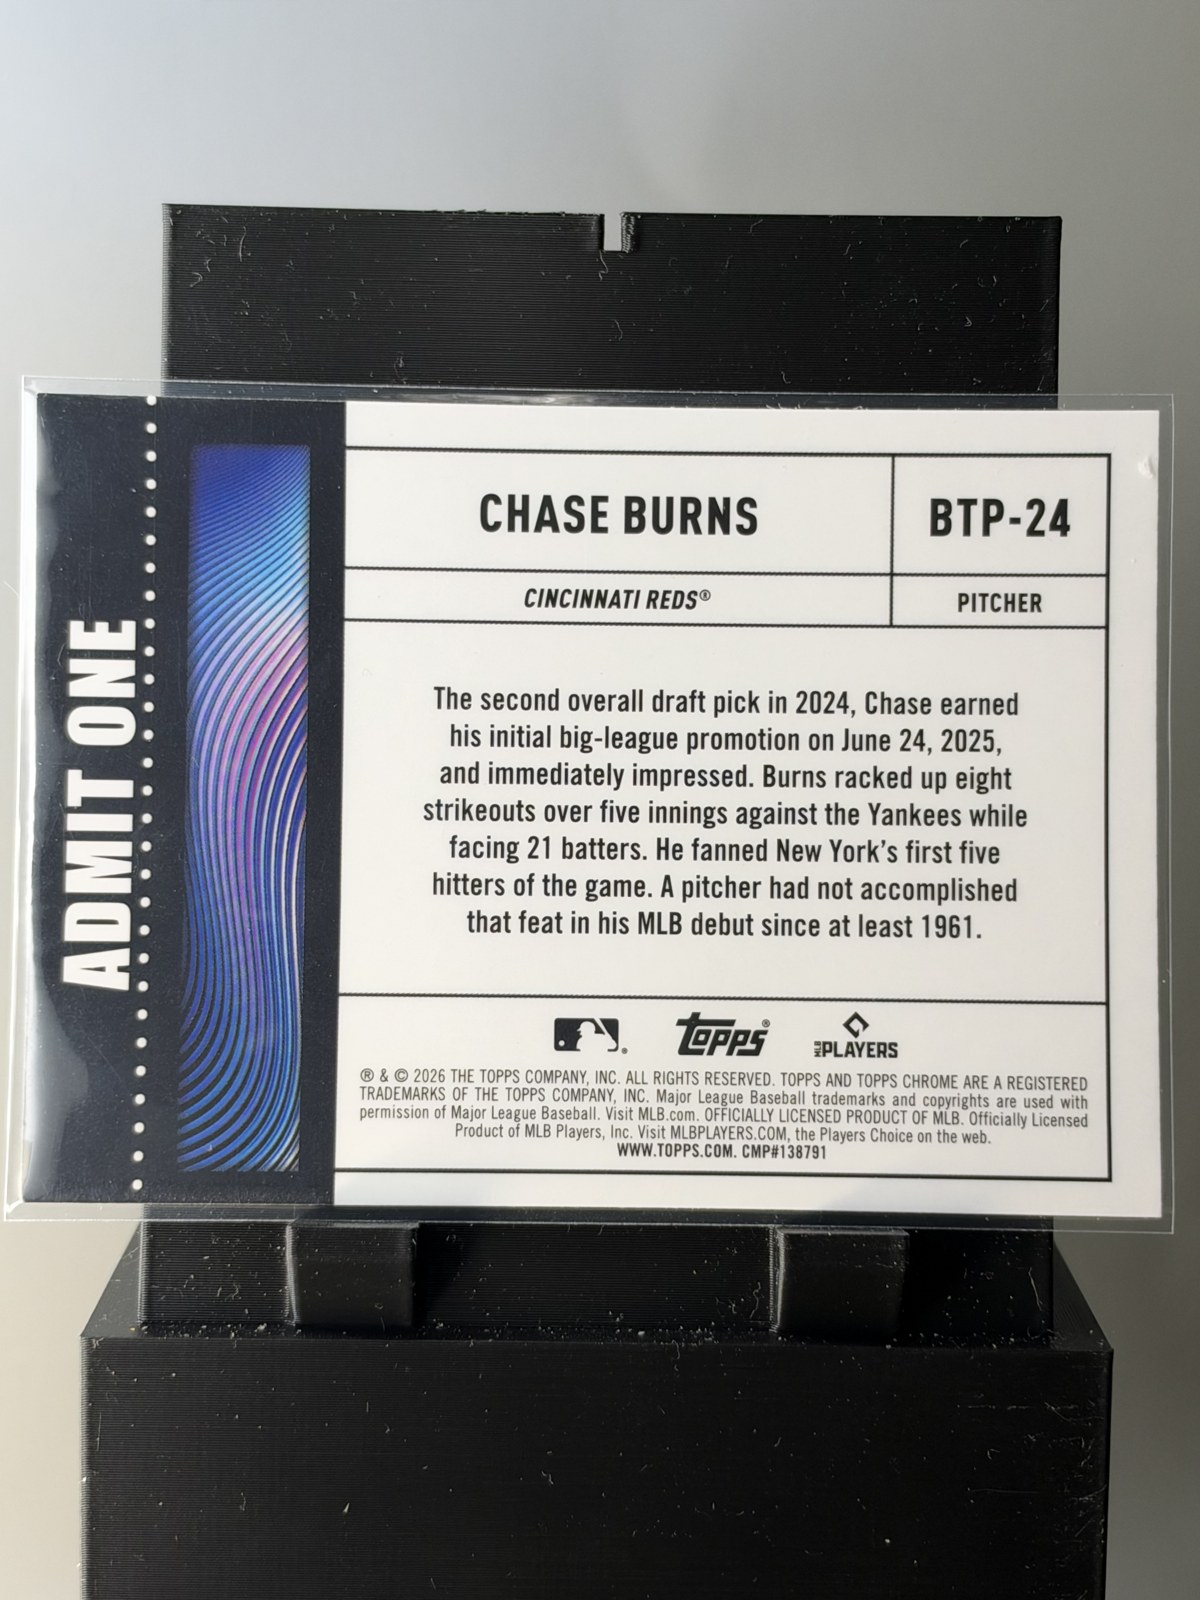 ADMIT ONE
CHASE BURNS
BTP-24
CINCINNATI REDS®
PITCHER
The second overall draft pick in 2024, Chase earned
his initial big-league promotion on June 24, 2025,
and immediately impressed. Burns racked up eight
strikeouts over five innings against the Yankees while
facing 21 batters. He fanned New York's first five
hitters of the game. A pitcher had not accomplished
that feat in his MLB debut since at least 1961.
Topps®
MLB PLAYERS
® & © 2026 THE TOPPS COMPANY, INC. ALL RIGHTS RESERVED. TOPPS AND TOPPS CHROME ARE A REGISTERED
TRADEMARKS OF THE TOPPS COMPANY, INC. Major League Baseball trademarks and copyrights are used with
permission of Major League Baseball. Visit MLB.com. OFFICIALLY LICENSED PRODUCT OF MLB. Officially Licensed
Product of MLB Players, Inc. Visit MLBPLAYERS.COM, the Players Choice on the web.
WWW.TOPPS.COM. CMP#138791